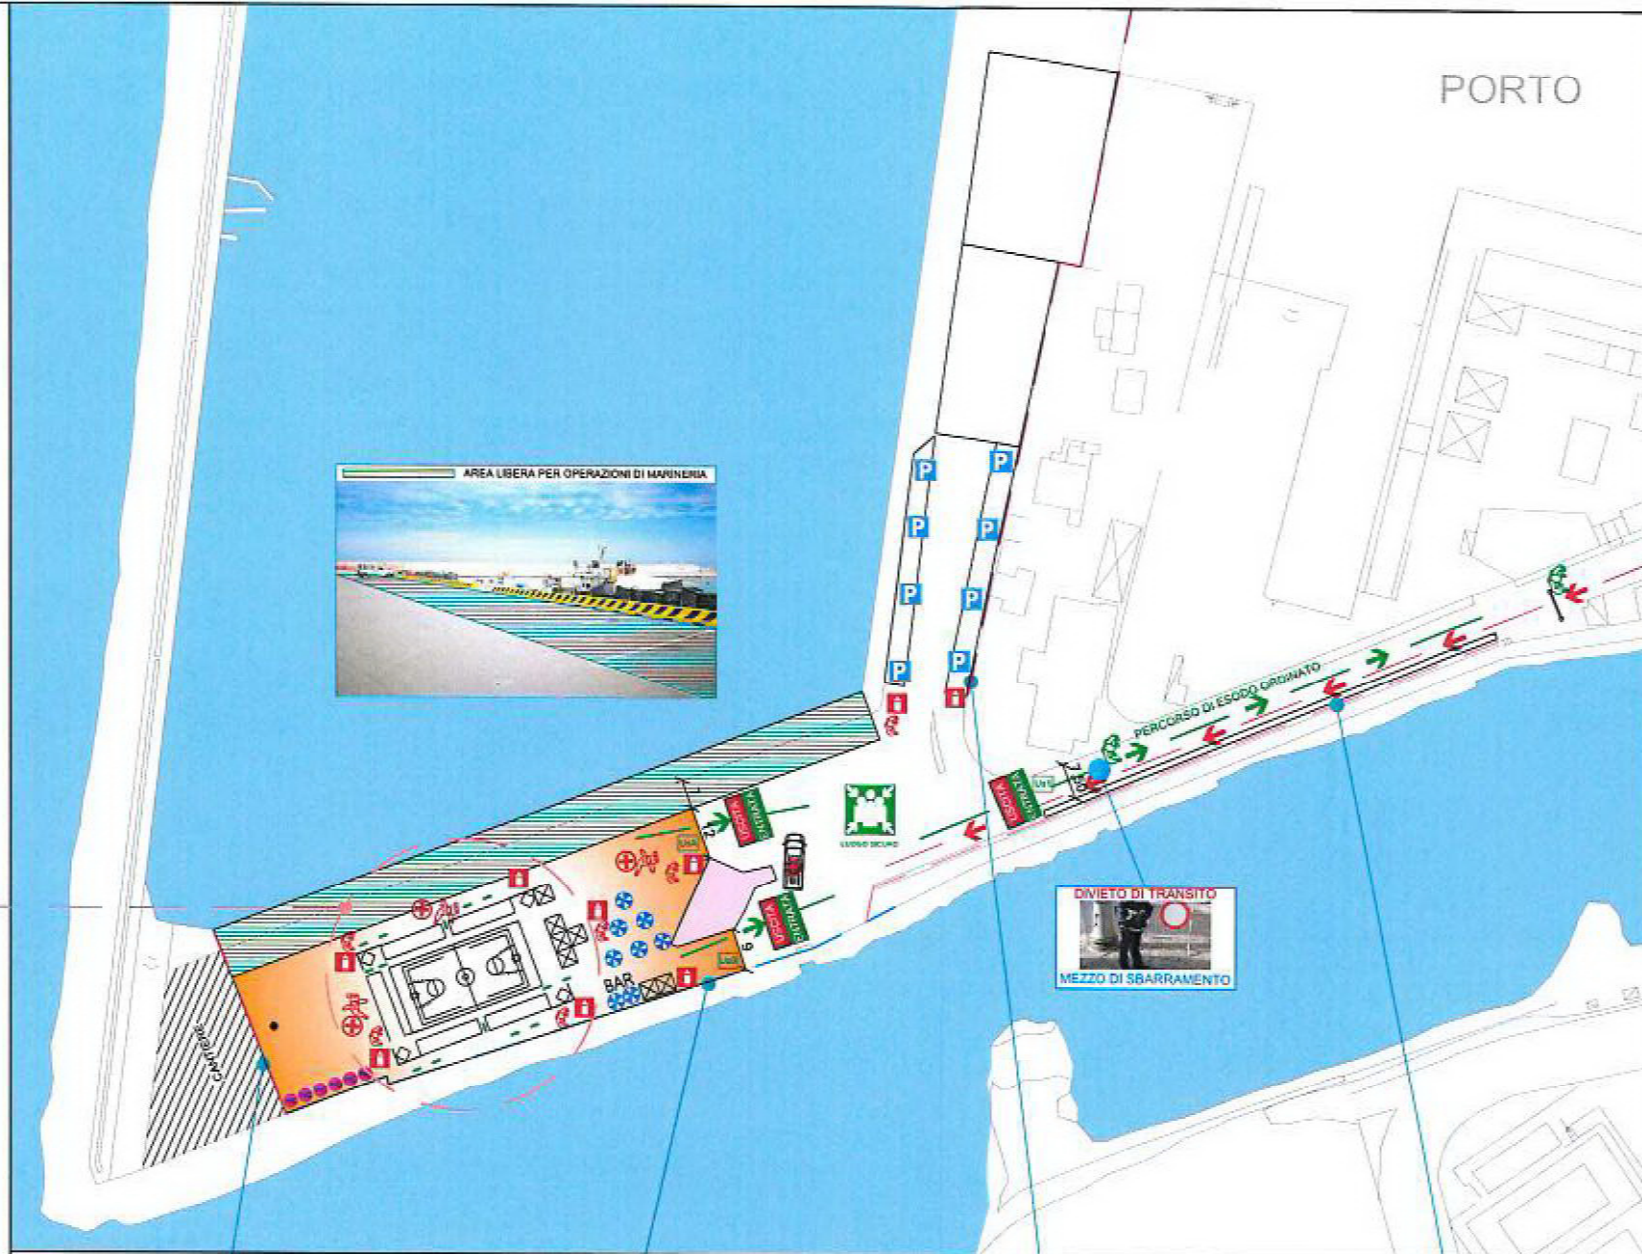 PORTO
AREA LIBERA PER OPERAZIONI DI MARINERIA
P P
P P
P P
P P
PERCORSO DI ESODO ORDINATO
USCITA
ENTRATA
USCITA
ENTRATA
LUOGO SICURO
USCITA
ENTRATA
BAR
CANTIERE
DIVIETO DI TRANSITO
MEZZO DI SBARRAMENTO